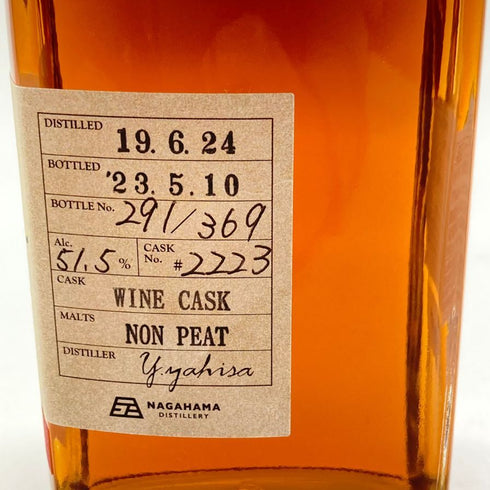 DISTILLED 19.6.24
BOTTLED '23.5.10
BOTTLE No. 291/369
Alc. 51,5 % CASK No. #2223
CASK WINE CASK
MALTS NON PEAT
DISTILLER Y.yahisa
NAGAHAMA
DISTILLERY